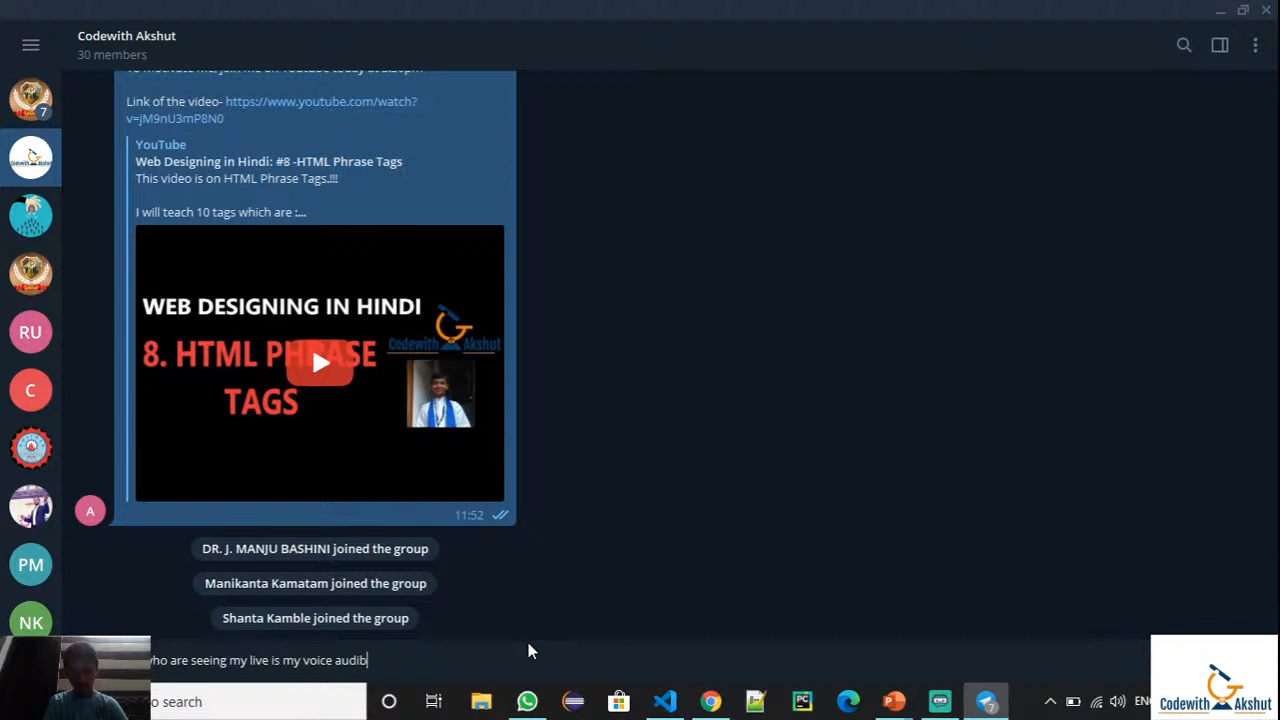 Codewith Akshut
30 members
7
Link of the video- https://www.youtube.com/watch?
v=jM9nU3mP8N0
YouTube
Web Designing in Hindi: #8 -HTML Phrase Tags
This video is on HTML Phrase Tags.!!!
I will teach 10 tags which are :...
WEB DESIGNING IN HINDI
8. HTML PHRASE
TAGS
Codewith Akshut
RU
C
A
11:52
DR. J. MANJU BASHINI joined the group
PM
Manikanta Kamatam joined the group
NK
Shanta Kamble joined the group
are seeing my live is my voice audib
to search
7
Codewith Akshut